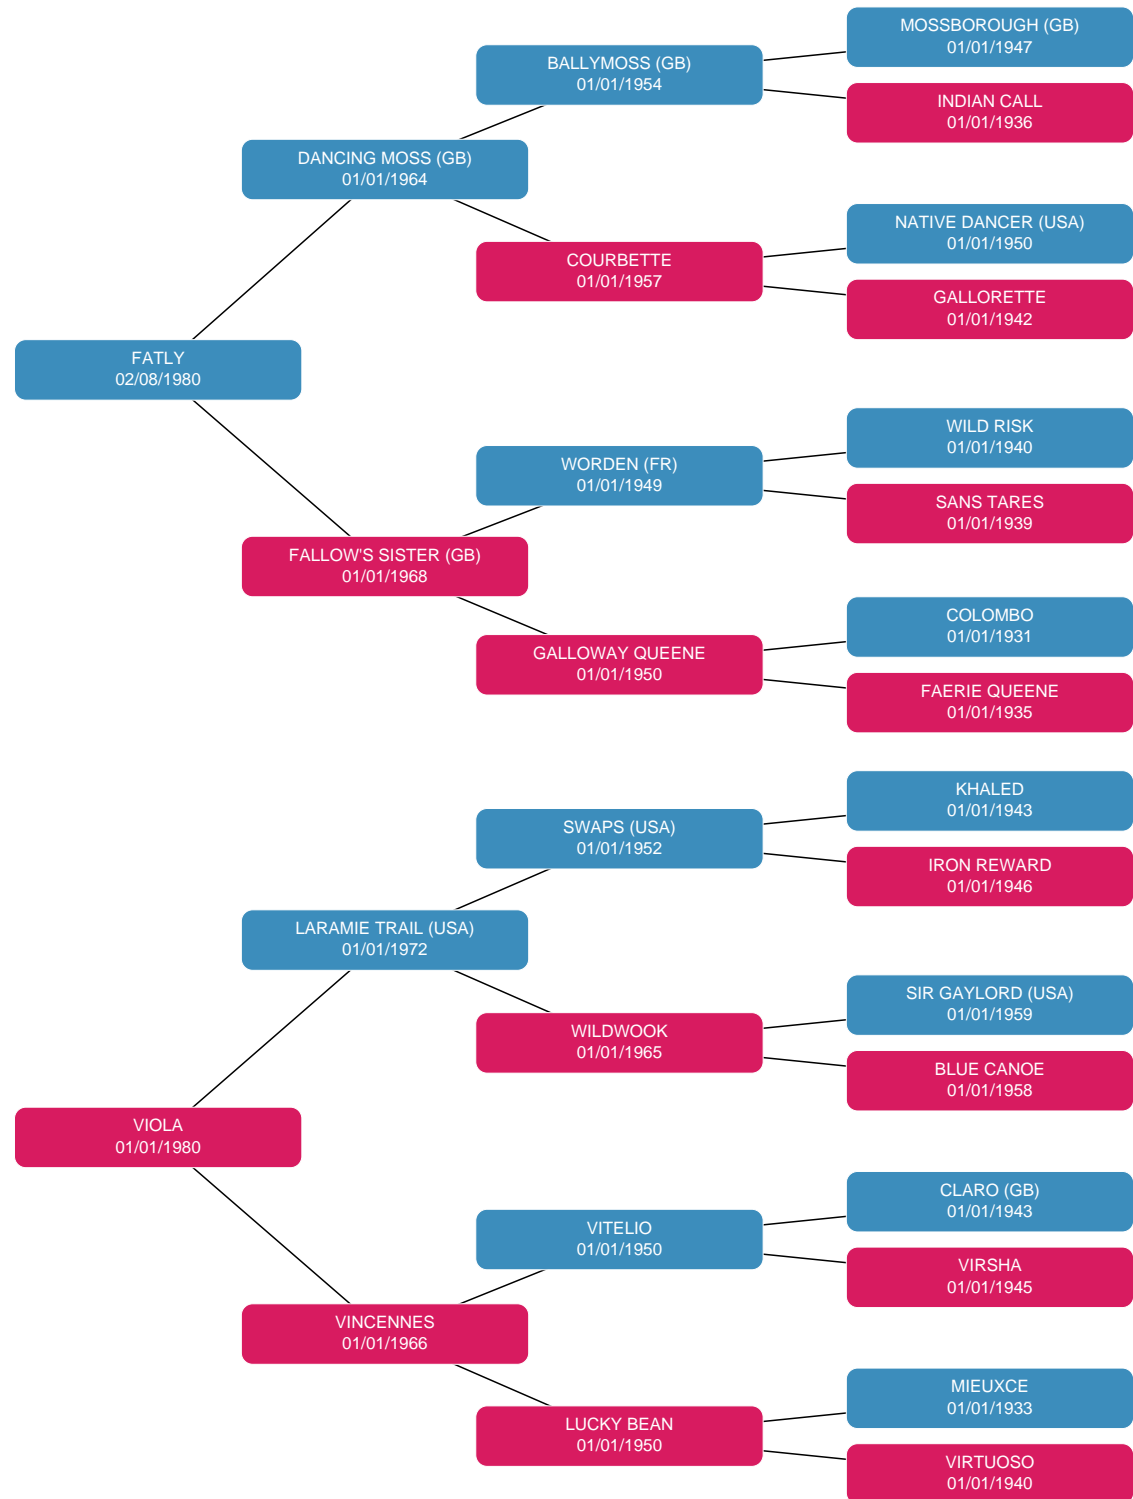 MOSSBOROUGH (GB)
01/01/1947
BALLYMOSS (GB)
01/01/1954
INDIAN CALL
01/01/1936
DANCING MOSS (GB)
01/01/1964
NATIVE DANCER (USA)
01/01/1950
COURBETTE
01/01/1957
GALLORETTE
01/01/1942
FATLY
02/08/1980
WILD RISK
01/01/1940
WORDEN (FR)
01/01/1949
SANS TARES
01/01/1939
FALLOW'S SISTER (GB)
01/01/1968
COLOMBO
01/01/1931
GALLOWAY QUEENE
01/01/1950
FAERIE QUEENE
01/01/1935
KHALED
01/01/1943
SWAPS (USA)
01/01/1952
IRON REWARD
01/01/1946
LARAMIE TRAIL (USA)
01/01/1972
SIR GAYLORD (USA)
01/01/1959
WILDWOOK
01/01/1965
BLUE CANOE
01/01/1958
VIOLA
01/01/1980
CLARO (GB)
01/01/1943
VITELIO
01/01/1950
VIRSHA
01/01/1945
VINCENNES
01/01/1966
MIEUXCE
01/01/1933
LUCKY BEAN
01/01/1950
VIRTUOSO
01/01/1940